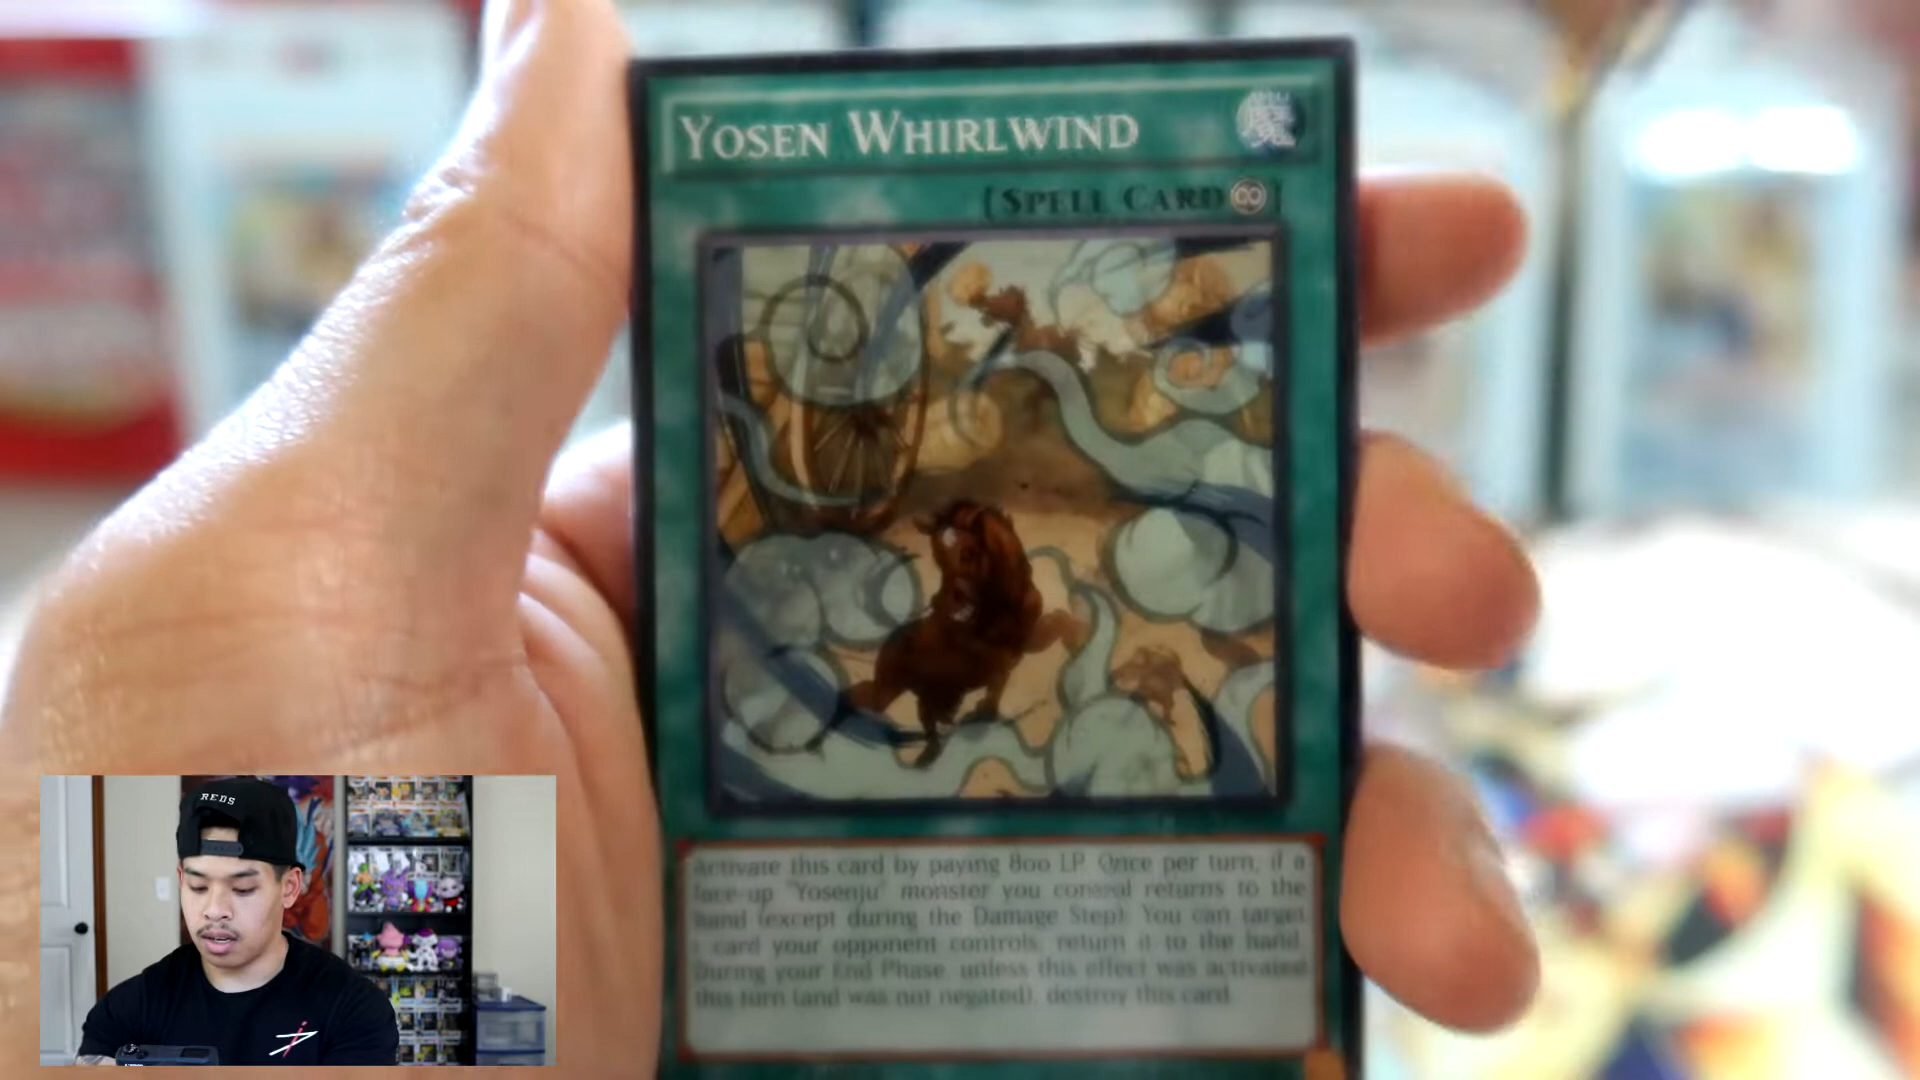 YOSEN WHIRLWIND
[SPELL CARD∞]
Activate this card by paying 800 LP. Once per turn, if a
face-up "Yosenju" monster you control returns to the
hand (except during the Damage Step): You can target
1 card your opponent controls; return it to the hand.
During your End Phase, unless this effect was activated
this turn (and was not negated), destroy this card.
REDS